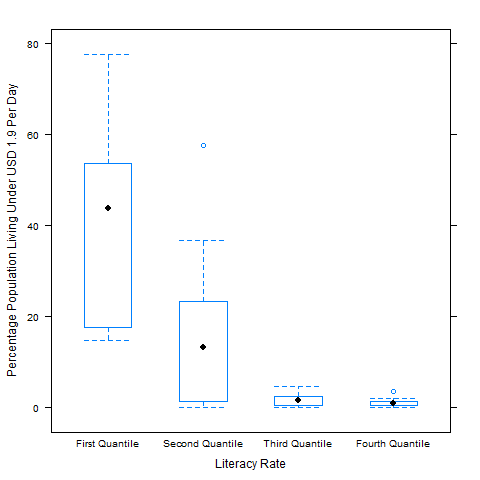 Percentage Population Living Under USD 1.9 Per Day
80
60
40
20
0
First Quantile Second Quantile Third Quantile Fourth Quantile
Literacy Rate